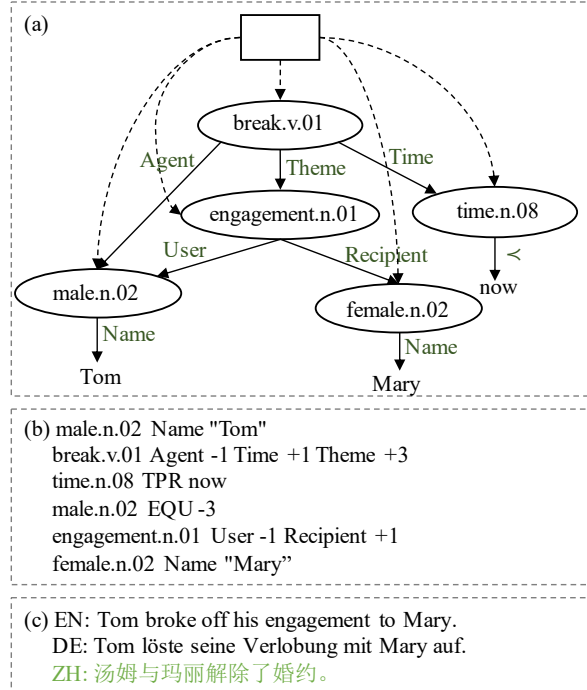 (a)
break.v.01
Agent
Theme
Time
engagement.n.01
time.n.08
User
Recipient
≺
now
male.n.02
female.n.02
Name
Name
Tom
Mary
(b) male.n.02 Name "Tom"
break.v.01 Agent -1 Time +1 Theme +3
time.n.08 TPR now
male.n.02 EQU -3
engagement.n.01 User -1 Recipient +1
female.n.02 Name "Mary”
(c) EN: Tom broke off his engagement to Mary.
DE: Tom löste seine Verlobung mit Mary auf.
ZH: 汤姆与玛丽解除了婚约。